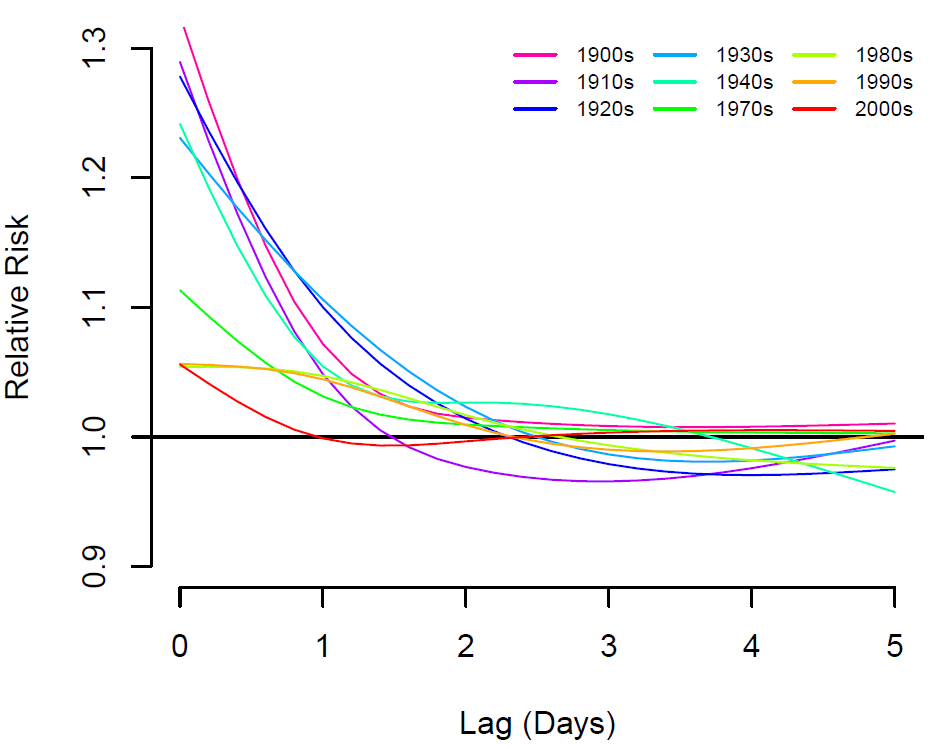 1900s 1930s 1980s
1910s 1940s 1990s
1920s 1970s 2000s
Relative Risk
1.3
1.2
1.1
1.0
0.9
0 1 2 3 4 5
Lag (Days)